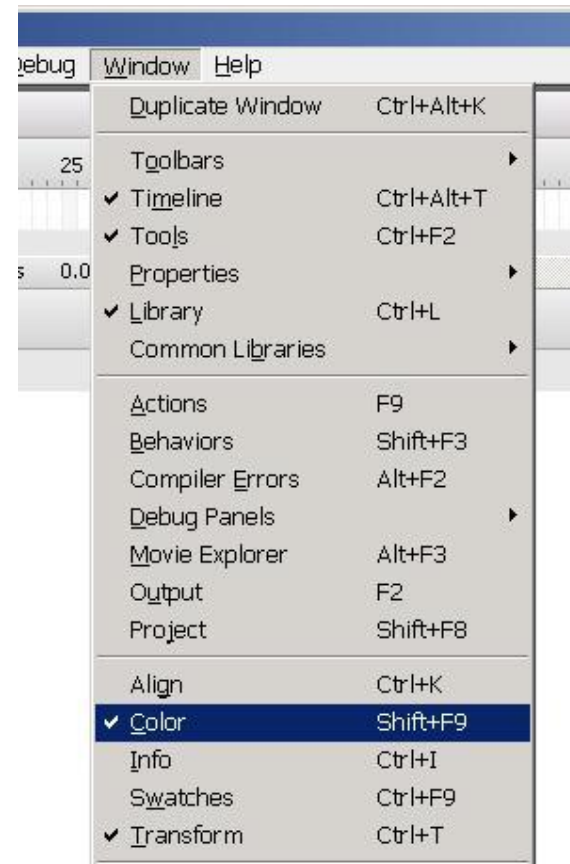 Debug Window Help
Duplicate Window Ctrl+Alt+K
25
Toolbars
Timeline Ctrl+Alt+T
Tools Ctrl+F2
s 0.0
Properties
Library Ctrl+L
Common Libraries
Actions F9
Behaviors Shift+F3
Compiler Errors Alt+F2
Debug Panels
Movie Explorer Alt+F3
Output F2
Project Shift+F8
Align Ctrl+K
Color Shift+F9
Info Ctrl+I
Swatches Ctrl+F9
Transform Ctrl+T